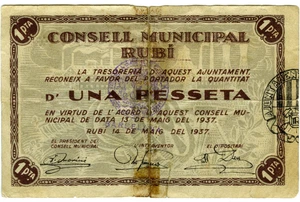 1 pta
1 pta
CONSELL MUNICIPAL
RUBÍ
LA TRESORERIA D'AQUEST AJUNTAMENT,
RECONEIX A FAVOR DEL PORTADOR LA QUANTITAT
D' UNA PESSETA
EN VIRTUT DE L'ACORD D'AQUEST CONSELL MU-
NICIPAL DE DATA 13 DE MAIG DEL 1937.
RUBI 14 DE MAIG DEL 1937.
EL PRESIDENT DE
CONSELL MUNICIPAL
L'INTERVENTOR
EL DIPOSITARI
1 pta
1 pta